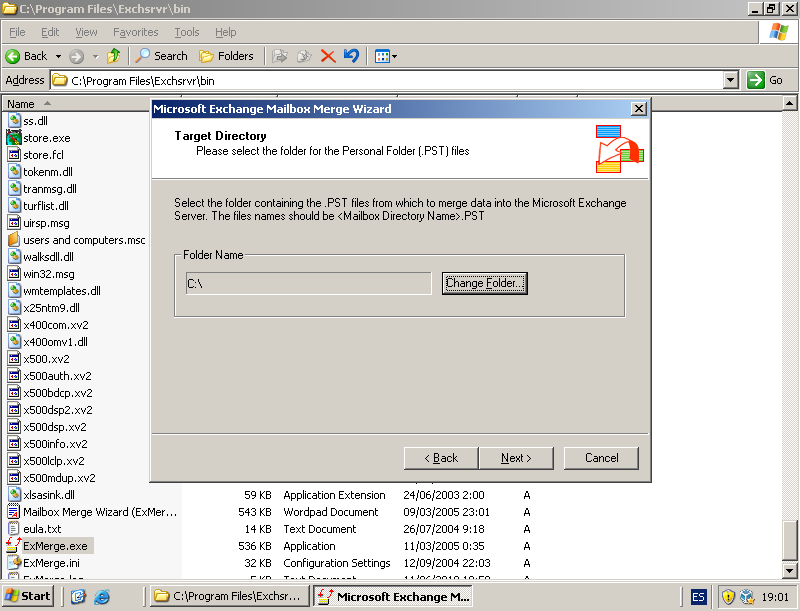 C:\Program Files\Exchsrvr\bin
File Edit View Favorites Tools Help
Back Search Folders
Address C:\Program Files\Exchsrvr\bin Go
Name
ss.dll
store.exe
store.fcl
tokenm.dll
tranmsg.dll
turflist.dll
uirsp.msg
users and computers.msc
walksdll.dll
win32.msg
wmtemplates.dll
x25ntm9.dll
x400com.xv2
x400omv1.dll
x500.xv2
x500auth.xv2
x500bdcp.xv2
x500dsp2.xv2
x500dsp.xv2
x500info.xv2
x500lclp.xv2
x500mdup.xv2
Microsoft Exchange Mailbox Merge Wizard
Target Directory
Please select the folder for the Personal Folder (.PST) files
Select the folder containing the .PST files from which to merge data into the Microsoft Exchange
Server. The files names should be <Mailbox Directory Name>.PST
Folder Name
C:\ Change Folder...
< Back Next > Cancel
xlsasink.dll 59 KB Application Extension 24/06/2003 2:00 A
Mailbox Merge Wizard (ExMer... 543 KB Wordpad Document 09/03/2005 23:01 A
eula.txt 14 KB Text Document 26/07/2004 9:18 A
ExMerge.exe 536 KB Application 11/03/2005 0:35 A
ExMerge.ini 32 KB Configuration Settings 12/09/2004 22:03 A
Start C:\Program Files\Exchsr... Microsoft Exchange M... ES 19:01